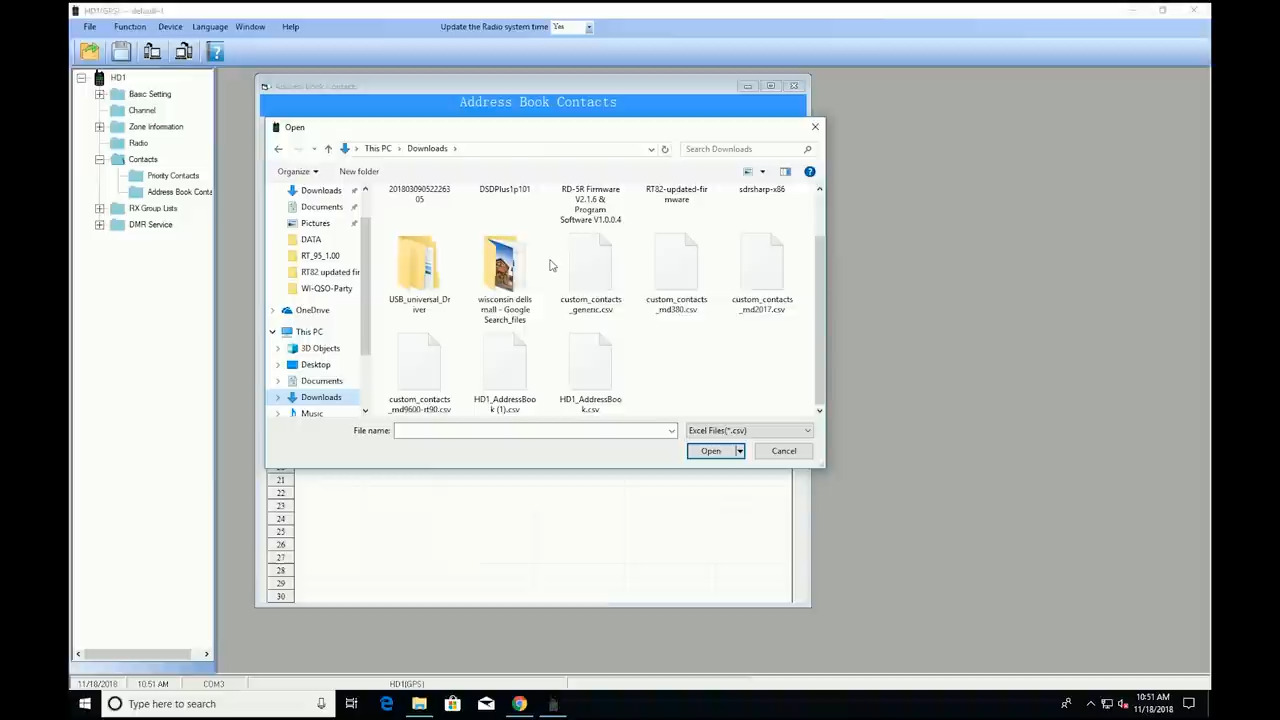 HD1(GPS) -- default-1
File Function Device Language Window Help Update the Radio system time Yes
HD1
Basic Setting
Channel
Zone Information
Radio
Contacts
Priority Contacts
Address Book Conta
RX Group Lists
DMR Service
Address Book Contacts
Address Book Contacts
Open
This PC Downloads Search Downloads
Organize New folder
Downloads
Documents
Pictures
DATA
RT_95_1.00
RT82 updated fir
WI-QSO-Party
OneDrive
This PC
3D Objects
Desktop
Documents
Downloads
Music
201803090522263
05
DSDPlus1p101
RD-5R Firmware
V2.1.6 &
Program
Software V1.0.0.4
RT82-updated-fir
mware
sdrsharp-x86
USB_universal_Dr
iver
wisconsin dells
mall - Google
Search_files
custom_contacts
_generic.csv
custom_contacts
_md380.csv
custom_contacts
_md2017.csv
custom_contacts
_md9600-rt90.csv
HD1_AddressBoo
k (1).csv
HD1_AddressBoo
k.csv
File name: Excel Files(*.csv)
Open Cancel
21
22
23
24
25
26
27
28
29
30
11/18/2018 10:51 AM COM3 HD1(GPS)
Type here to search
10:51 AM
11/18/2018